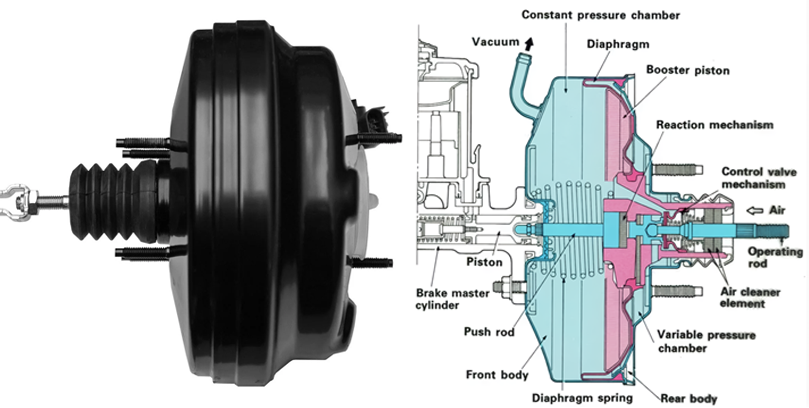 Constant pressure chamber
Vacuum
Diaphragm
Booster piston
Reaction mechanism
Control valve
mechanism
Air
Operating
rod
Piston
Air cleaner
element
Brake master
cylinder
Push rod
Variable pressure
chamber
Front body
Diaphragm spring
Rear body